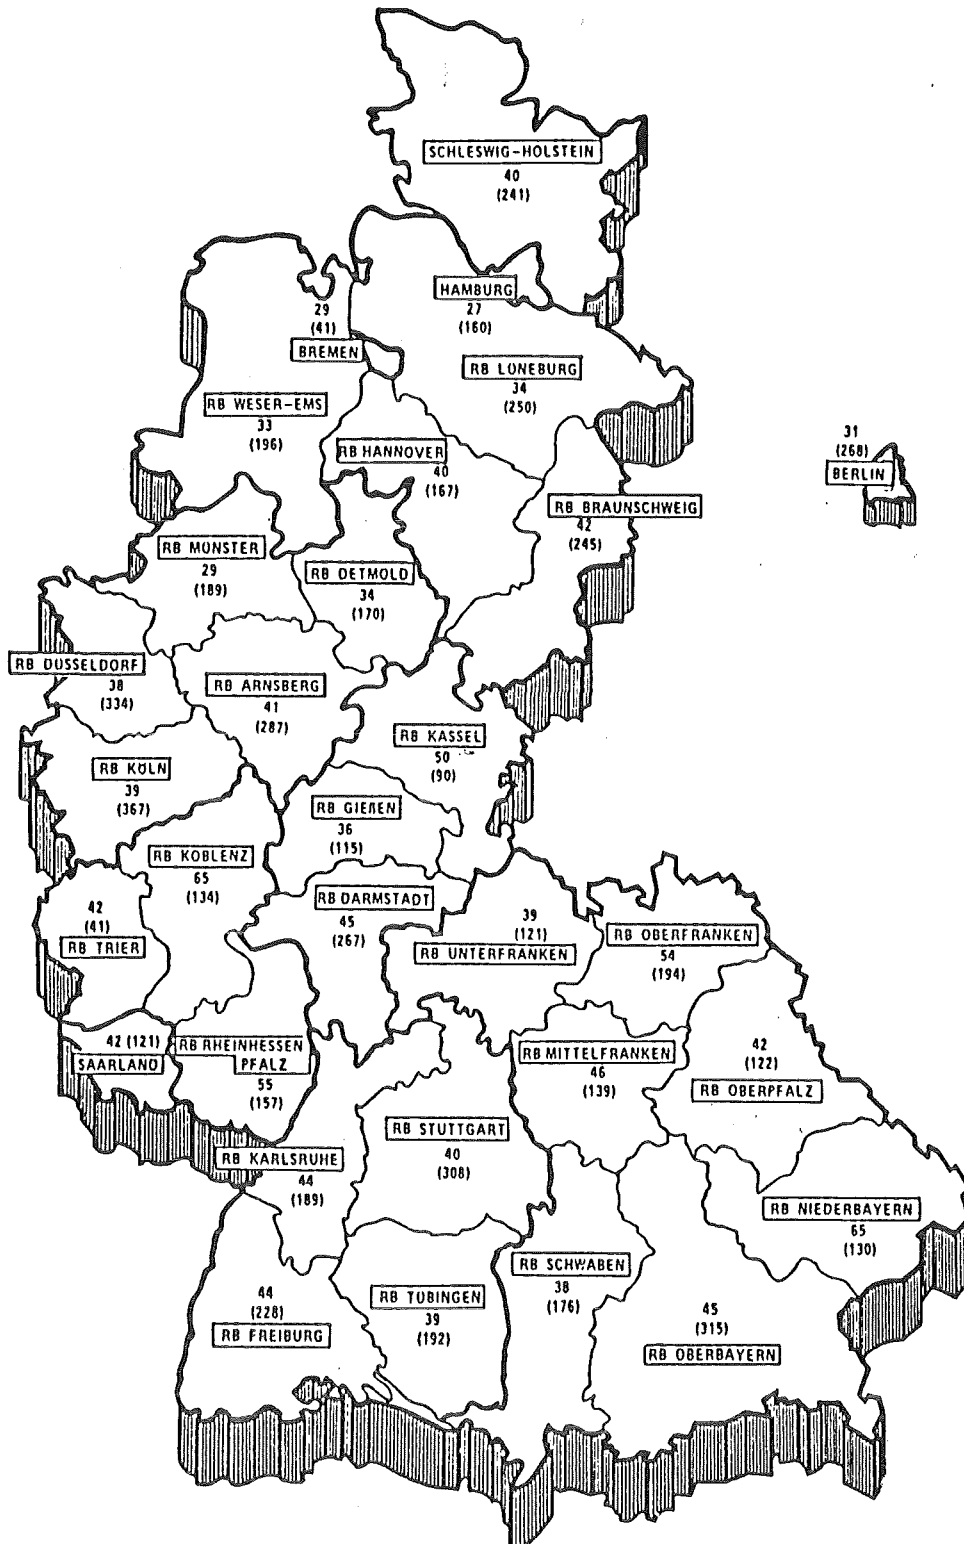 SCHLESWIG-HOLSTEIN
40
(241)
HAMBURG
27
(160)
29
(41)
BREMEN
RB LÜNEBURG
34
(250)
RB WESER-EMS
33
(196)
RB HANNOVER
40
(167)
31
(268)
BERLIN
RB BRAUNSCHWEIG
42
(245)
RB MÜNSTER
29
(189)
RB DETMOLD
34
(170)
RB DÜSSELDORF
38
(334)
RB ARNSBERG
41
(287)
RB KASSEL
50
(90)
RB KÖLN
39
(367)
RB GIEßEN
36
(115)
RB KOBLENZ
65
(134)
RB DARMSTADT
45
(267)
42
(41)
RB TRIER
39
(121)
RB UNTERFRANKEN
RB OBERFRANKEN
54
(194)
42 (121)
SAARLAND
RB RHEINHESSEN
PFALZ
55
(157)
RB MITTELFRANKEN
46
(139)
42
(122)
RB OBERPFALZ
RB STUTTGART
40
(308)
RB KARLSRUHE
44
(189)
RB NIEDERBAYERN
65
(130)
RB SCHWABEN
38
(176)
44
(228)
RB FREIBURG
RB TÜBINGEN
39
(192)
45
(315)
RB OBERBAYERN